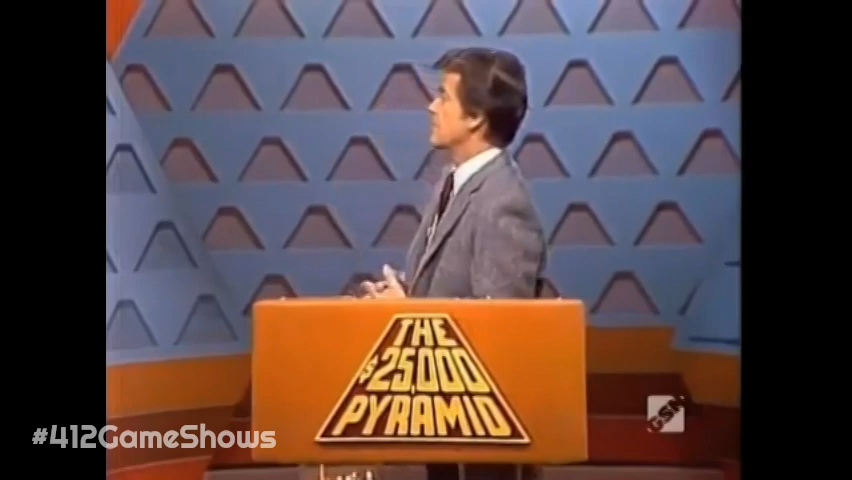 THE
$25,000
PYRAMID
#412GameShows
GSN